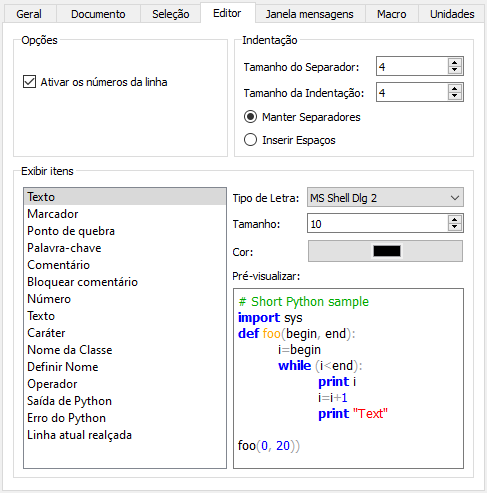 Geral Documento Seleção Editor Janela mensagens Macro Unidades
Opções
Ativar os números da linha
Indentação
Tamanho do Separador: 4
Tamanho da Indentação: 4
Manter Separadores
Inserir Espaços
Exibir itens
Texto
Marcador
Ponto de quebra
Palavra-chave
Comentário
Bloquear comentário
Número
Texto
Caráter
Nome da Classe
Definir Nome
Operador
Saída de Python
Erro do Python
Linha atual realçada
Tipo de Letra: MS Shell Dlg 2
Tamanho: 10
Cor:
Pré-visualizar:
# Short Python sample
import sys
def foo(begin, end):
i=begin
while (i<end):
print i
i=i+1
print "Text"
foo(0, 20))